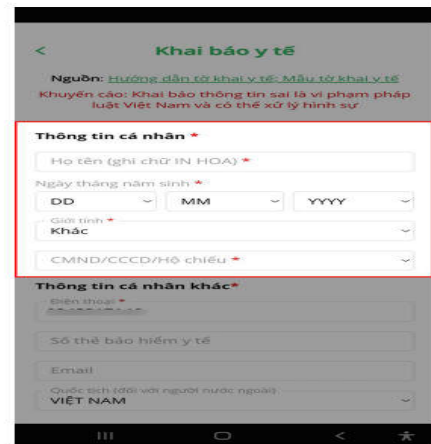 Khai báo y tế
Nguồn: Hướng dẫn tờ khai y tế; Mẫu tờ khai y tế
Khuyến cáo: Khai báo thông tin sai là vi phạm pháp
luật Việt Nam và có thể xử lý hình sự
Thông tin cá nhân *
Họ tên (ghi chữ IN HOA) *
Ngày tháng năm sinh *
DD MM YYYY
Giới tính *
Khác
CMND/CCCD/Hộ chiếu *
Thông tin cá nhân khác*
Điện thoại *
Số thẻ bảo hiểm y tế
Email
Quốc tịch (đối với người nước ngoài)
VIỆT NAM